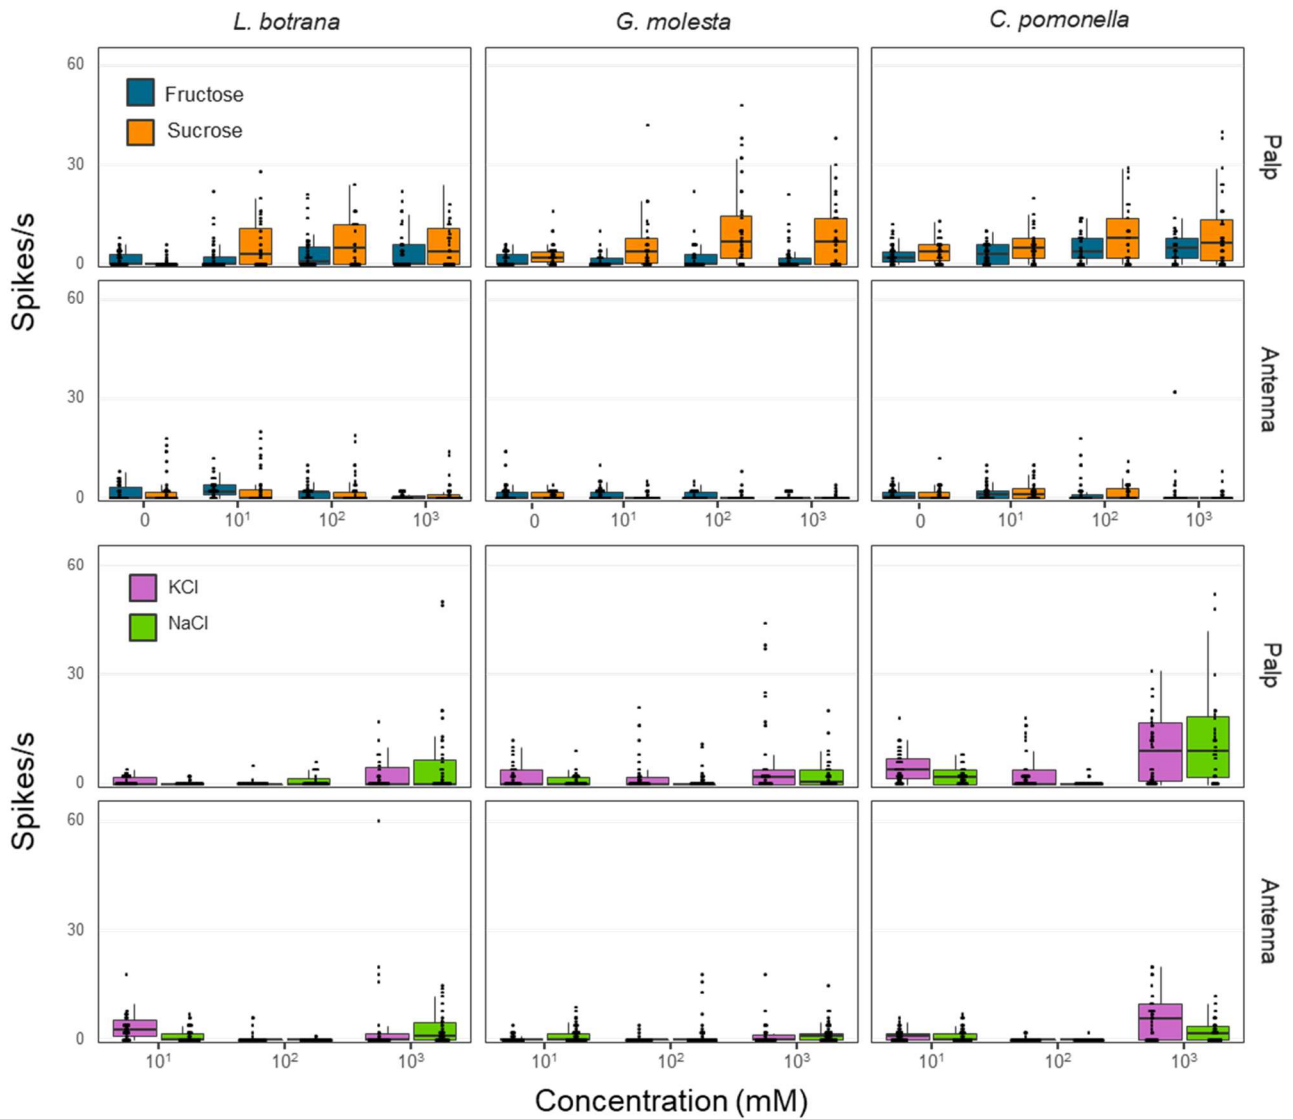 L. botrana G. molesta C. pomonella
60
30
0
Fructose
Sucrose
Palp
Spikes/s
60
30
0
Antenna
0 10¹ 10² 10³ 0 10¹ 10² 10³ 0 10¹ 10² 10³
60
30
0
KCl
NaCl
Palp
Spikes/s
60
30
0
Antenna
10¹ 10² 10³ 10¹ 10² 10³ 10¹ 10² 10³
Concentration (mM)